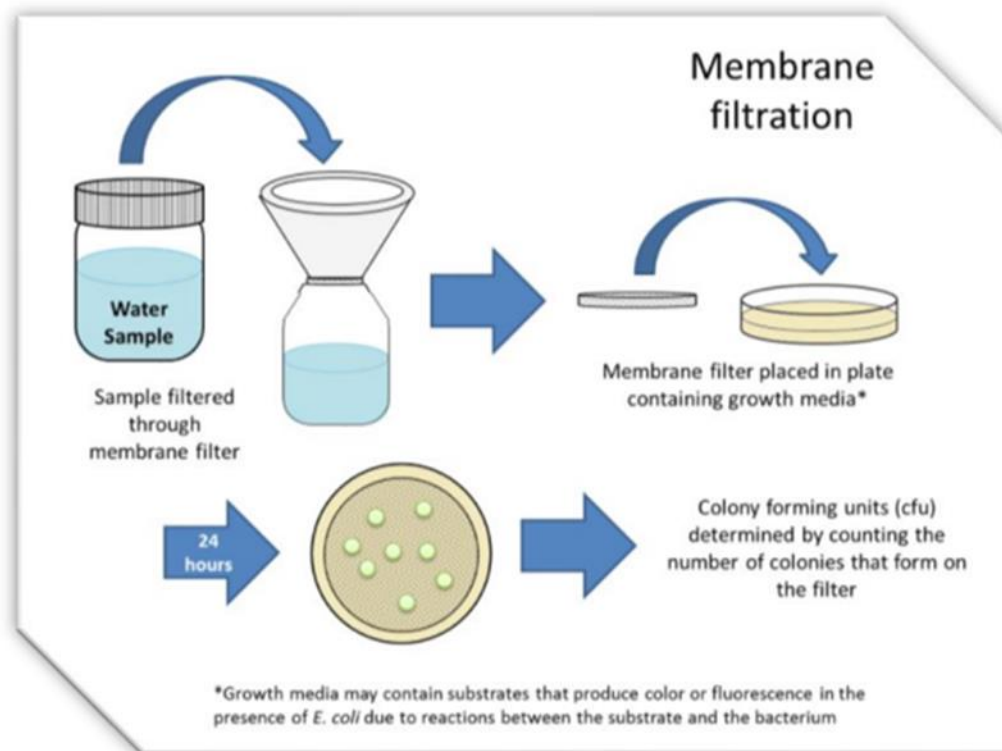 Membrane
filtration
Water
Sample
Sample filtered
through
membrane filter
Membrane filter placed in plate
containing growth media*
24
hours
Colony forming units (cfu)
determined by counting the
number of colonies that form on
the filter
*Growth media may contain substrates that produce color or fluorescence in the
presence of E. coli due to reactions between the substrate and the bacterium